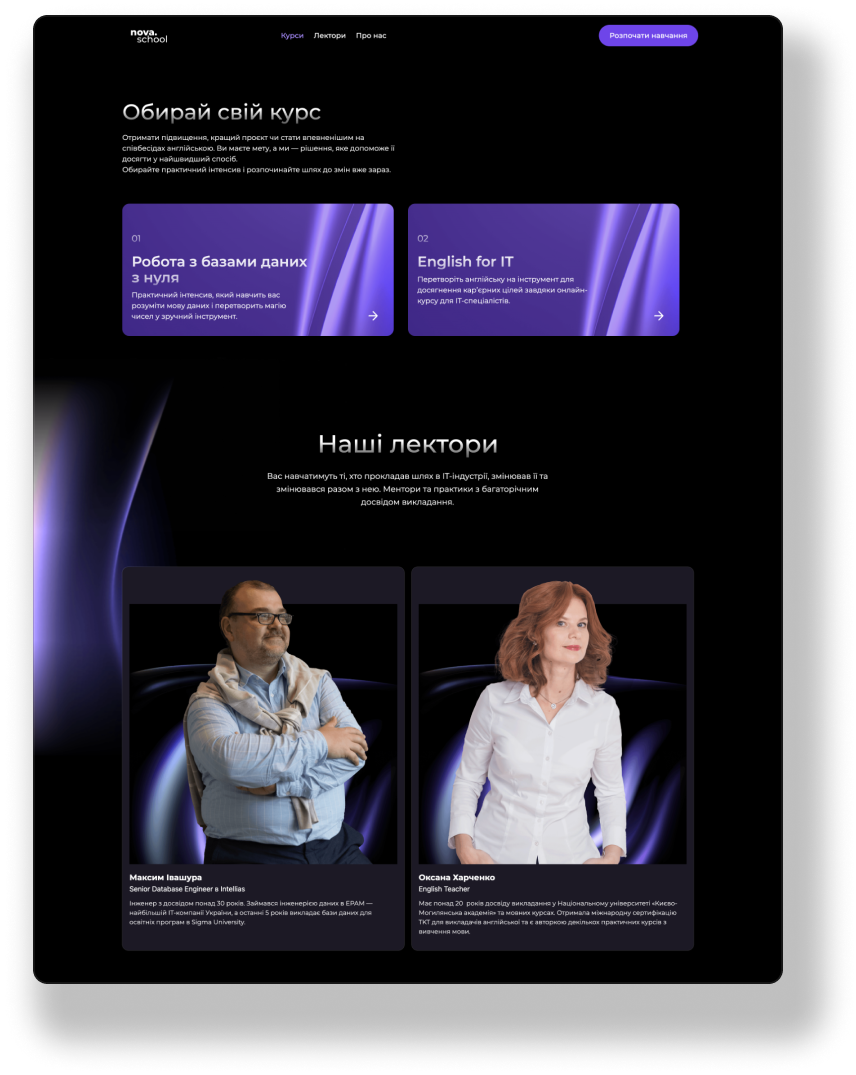 nova.
school
Курси Лектори Про нас
Розпочати навчання
Обирай свій курс
Отримати підвищення, кращий проєкт чи стати впевненішим на
співбесідах англійською. Ви маєте мету, а ми — рішення, яке допоможе її
досягти у найшвидший спосіб.
Обирайте практичний інтенсив і розпочинайте шлях до змін вже зараз.
01
Робота з базами даних
з нуля
Практичний інтенсив, який навчить вас
розуміти мову даних і перетворить магію
чисел у зручний інструмент.
02
English for IT
Перетворіть англійську на інструмент для
досягнення кар'єрних цілей завдяки онлайн-
курсу для IT-спеціалістів.
Наші лектори
Вас навчатимуть ті, хто прокладав шлях в IT-індустрії, змінював її та
змінювався разом з нею. Ментори та практики з багаторічним
досвідом викладання.
Максим Івашура
Senior Database Engineer в Intellias
Інженер з досвідом понад 30 років. Займався інженерією даних в EPAM —
найбільшій IT-компанії України, а останні 5 років викладає бази даних для
освітніх програм в Sigma University.
Оксана Харченко
English Teacher
Має понад 20 років досвіду викладання у Національному університеті «Києво-
Могилянська академія» та мовних курсах. Отримала міжнародну сертифікацію
TKT для викладачів англійської та є авторкою декількох практичних курсів з
вивчення мови.